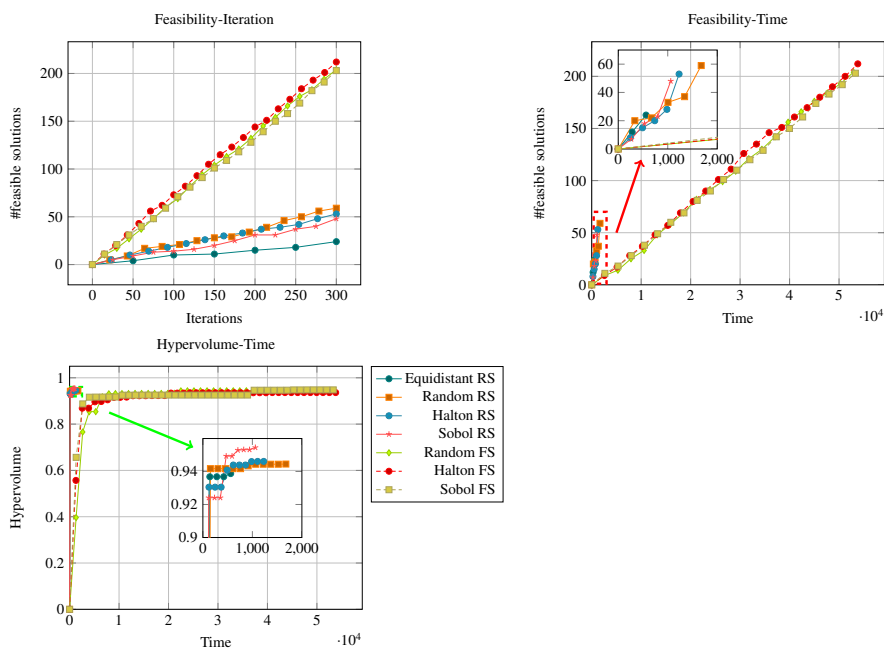 Feasibility-Iteration
#feasible solutions
200
150
100
50
0
0 50 100 150 200 250 300
Iterations
Feasibility-Time
#feasible solutions
200
150
100
50
0
60
40
20
0
0 1,000 2,000
0 1 2 3 4 5
·10⁴
Time
Hypervolume-Time
Hypervolume
1
0.8
0.6
0.4
0.2
0
0.94
0.92
0.9
0 1,000 2,000
0 1 2 3 4 5
·10⁴
Time
Equidistant RS
Random RS
Halton RS
Sobol RS
Random FS
Halton FS
Sobol FS